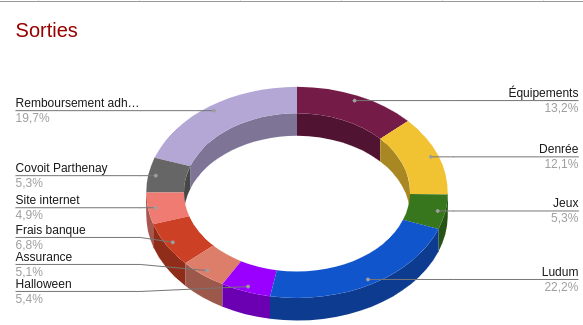 Sorties
Équipements
13,2%
Denrée
12,1%
Jeux
5,3%
Ludum
22,2%
Halloween
5,4%
Assurance
5,1%
Frais banque
6,8%
Site internet
4,9%
Covoit Parthenay
5,3%
Remboursement adh…
19,7%